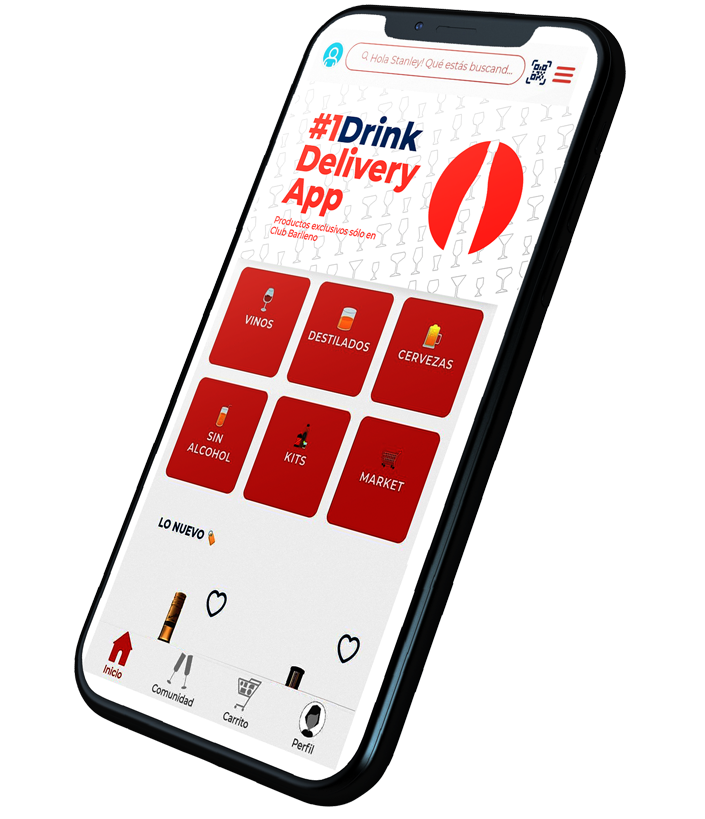 Hola Stanley! Qué estás buscand...
#1Drink
Delivery
App
Productos exclusivos sólo en
Club Barlleno
VINOS
DESTILADOS
CERVEZAS
SIN
ALCOHOL
KITS
MARKET
LO NUEVO
Inicio
Comunidad
Carrito
Perfil